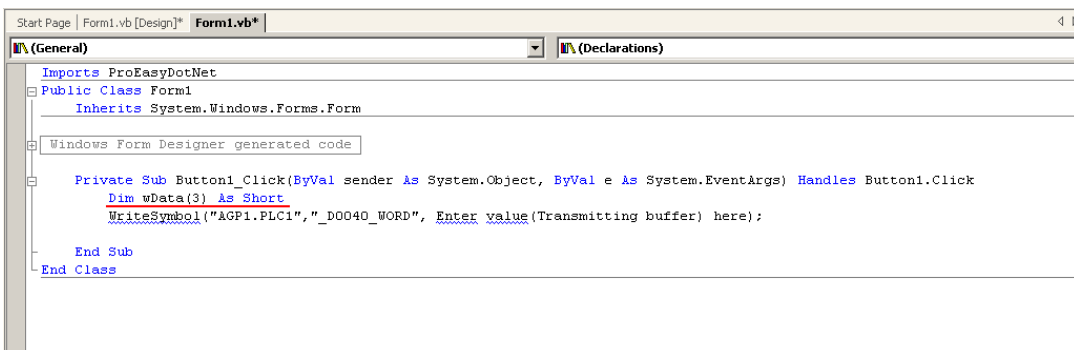 Start Page Form1.vb [Design]* Form1.vb*
(General) (Declarations)
Imports ProEasyDotNet
Public Class Form1
Inherits System.Windows.Forms.Form
Windows Form Designer generated code
Private Sub Button1_Click(ByVal sender As System.Object, ByVal e As System.EventArgs) Handles Button1.Click
Dim wData(3) As Short
WriteSymbol("AGP1.PLC1","_D0040_WORD", Enter value(Transmitting buffer) here);
End Sub
End Class